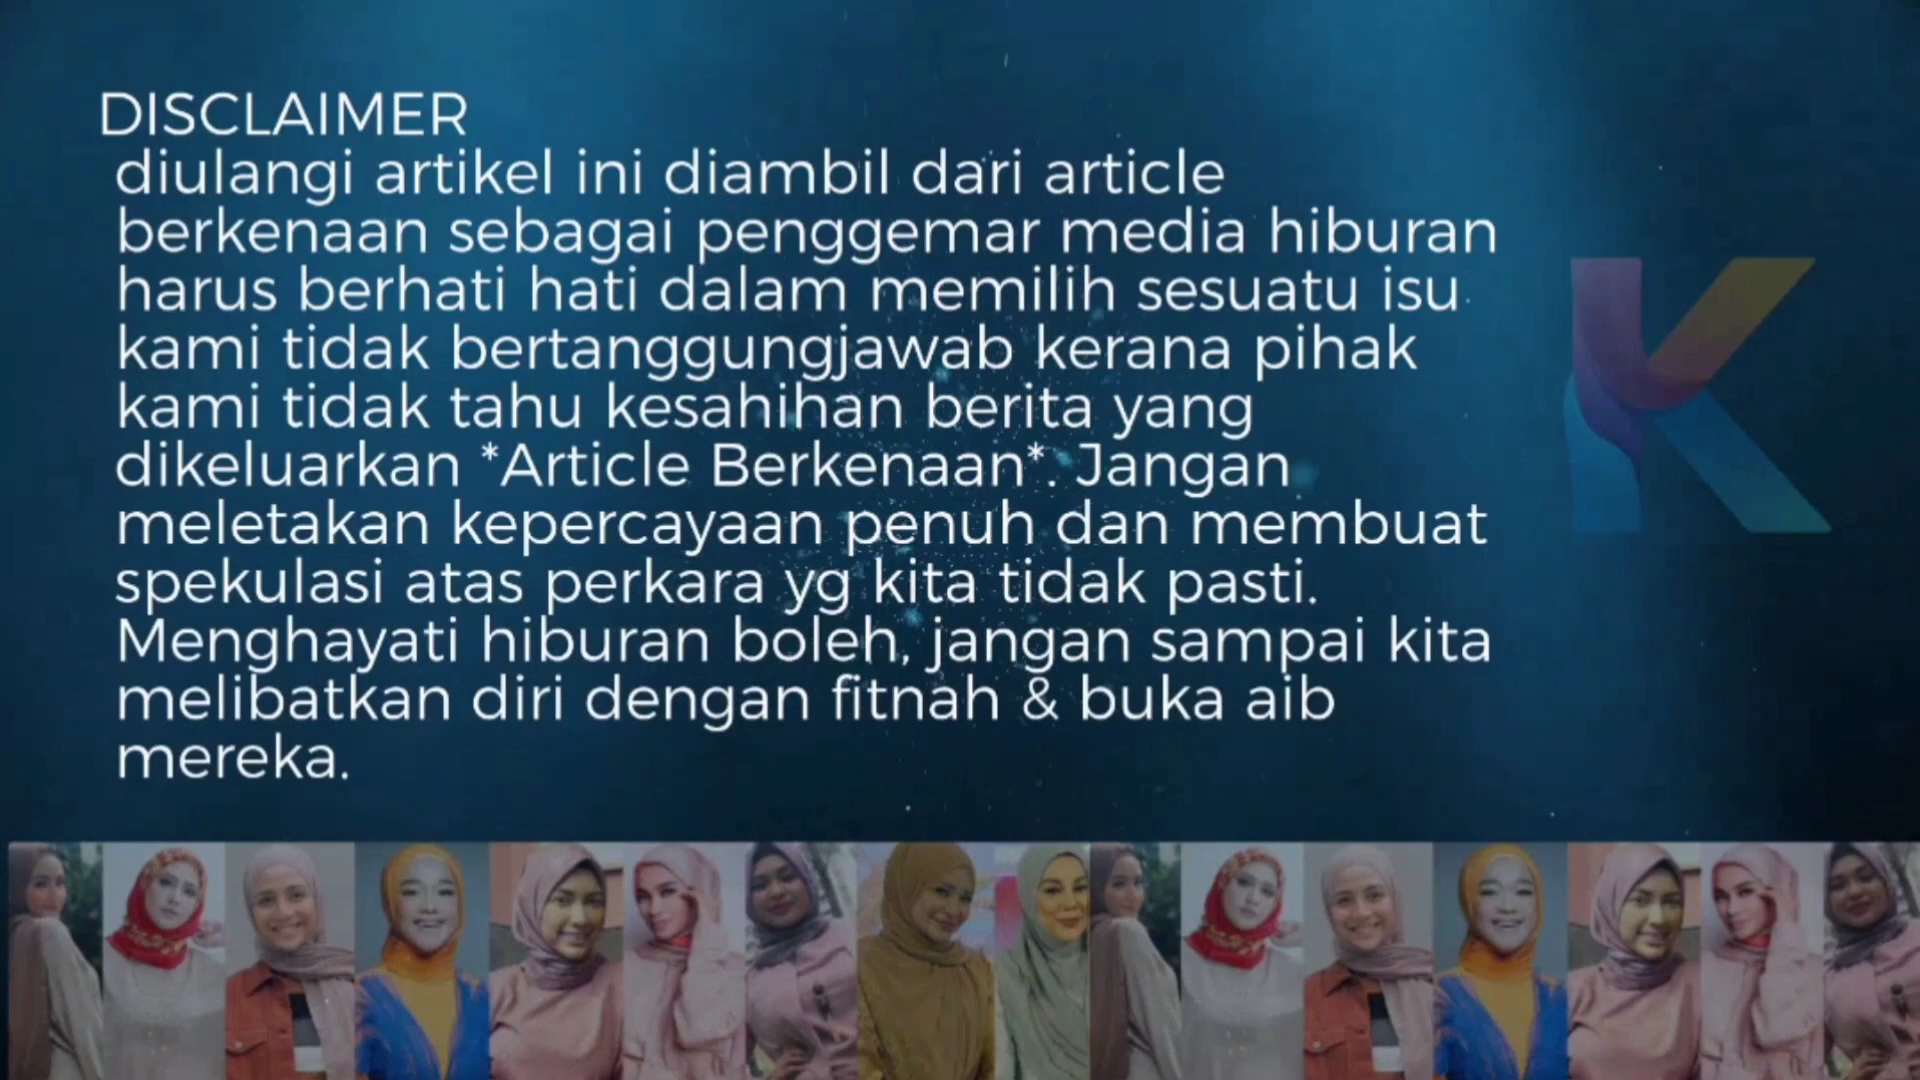 DISCLAIMER
diulangi artikel ini diambil dari article
berkenaan sebagai penggemar media hiburan
harus berhati hati dalam memilih sesuatu isu
kami tidak bertanggungjawab kerana pihak
kami tidak tahu kesahihan berita yang
dikeluarkan *Article Berkenaan*. Jangan
meletakan kepercayaan penuh dan membuat
spekulasi atas perkara yg kita tidak pasti.
Menghayati hiburan boleh, jangan sampai kita
melibatkan diri dengan fitnah & buka aib
mereka.
K